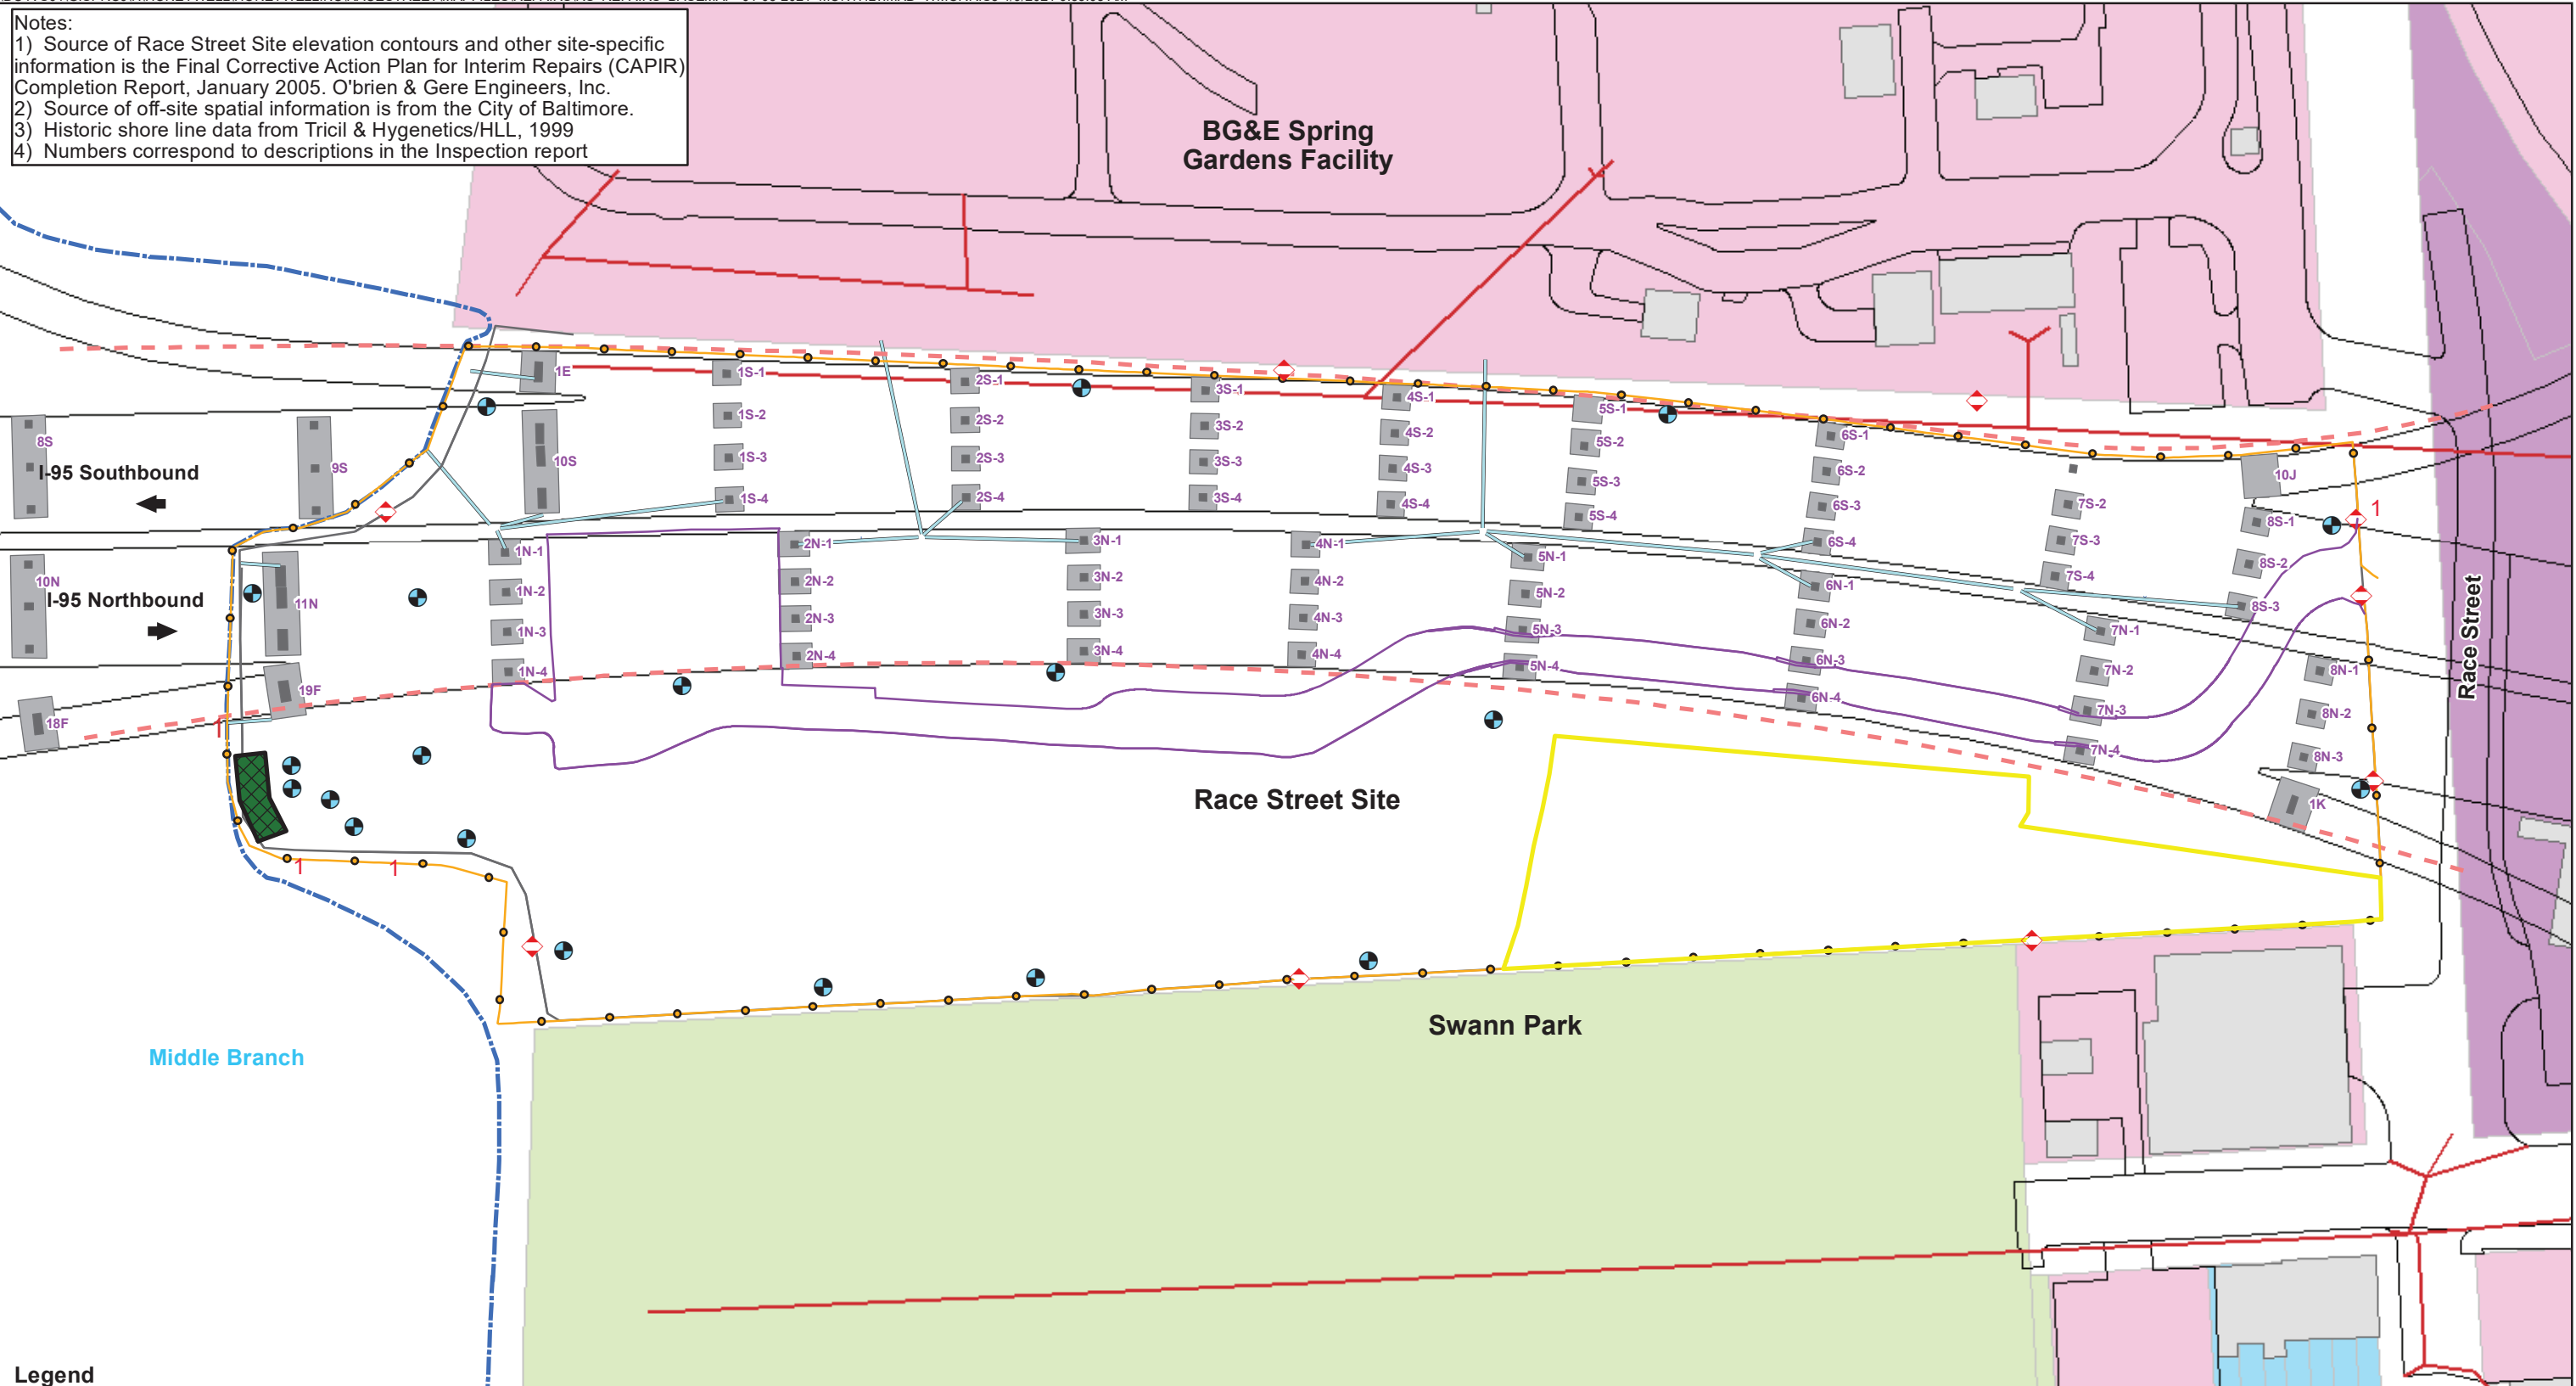 Notes:
1) Source of Race Street Site elevation contours and other site-specific
information is the Final Corrective Action Plan for Interim Repairs (CAPIR)
Completion Report, January 2005. O'brien & Gere Engineers, Inc.
2) Source of off-site spatial information is from the City of Baltimore.
3) Historic shore line data from Tricil & Hygenetics/HLL, 1999
4) Numbers correspond to descriptions in the Inspection report
BG&E Spring
Gardens Facility
1E
1S-1
2S-1
3S-1
4S-1
5S-1
6S-1
1S-2
2S-2
3S-2
4S-2
5S-2
6S-2
8S
9S
10S
1S-3
2S-3
3S-3
4S-3
5S-3
6S-3
7S-2
10J
I-95 Southbound
1S-4
2S-4
3S-4
4S-4
5S-4
6S-4
7S-3
8S-1
1
1N-1
2N-1
3N-1
4N-1
5N-1
6N-1
7S-4
8S-2
10N
I-95 Northbound
11N
1N-2
2N-2
3N-2
4N-2
5N-2
6N-2
7N-1
8S-3
1N-3
2N-3
3N-3
4N-3
5N-3
6N-3
7N-2
8N-1
1N-4
2N-4
3N-4
4N-4
5N-4
6N-4
7N-3
8N-2
18F
19F
1
7N-4
8N-3
1K
Race Street
Race Street Site
1
1
Swann Park
Middle Branch
Legend